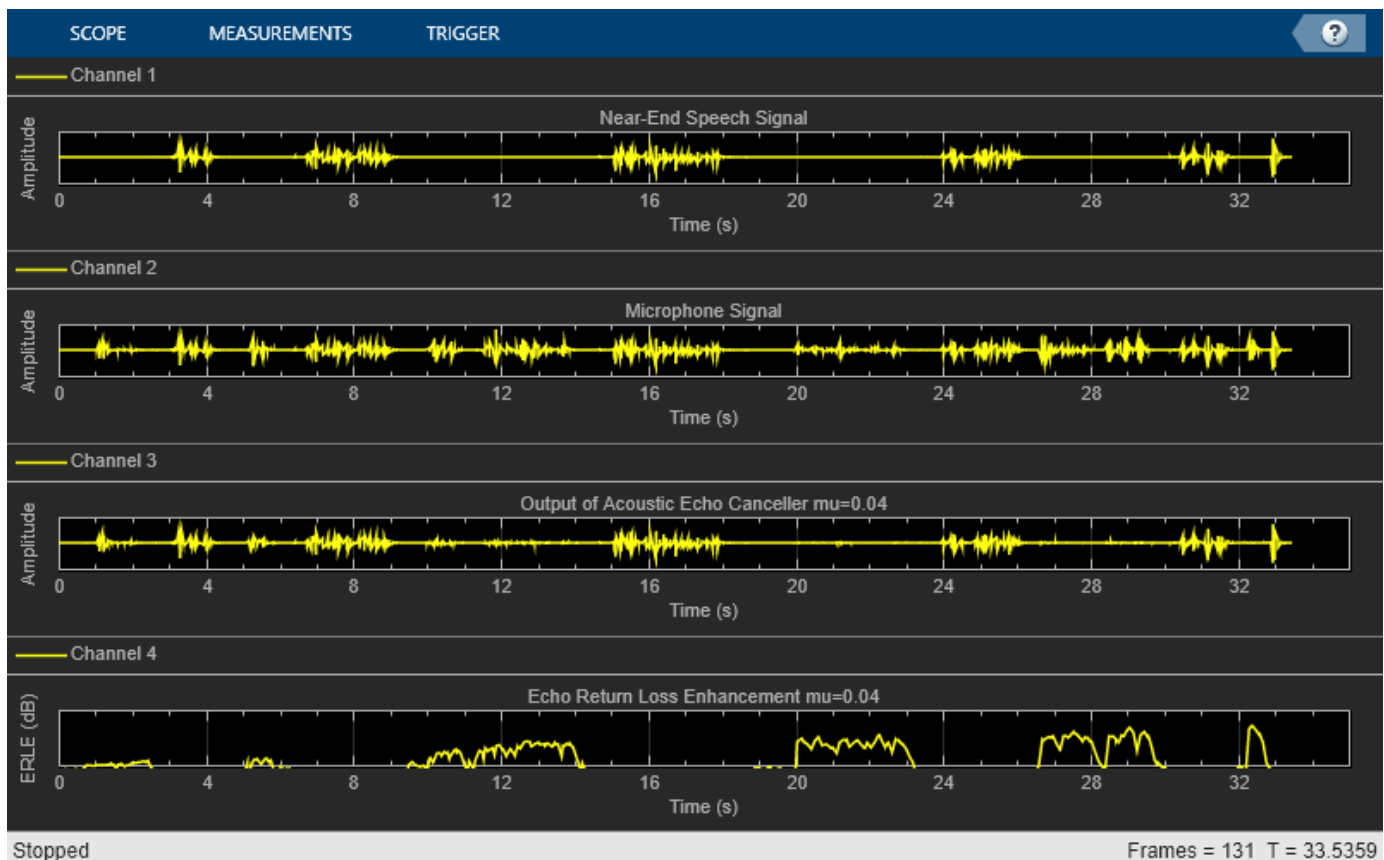 SCOPE MEASUREMENTS TRIGGER ?
Channel 1
Near-End Speech Signal
Amplitude
0 4 8 12 16 20 24 28 32
Time (s)
Channel 2
Microphone Signal
Amplitude
0 4 8 12 16 20 24 28 32
Time (s)
Channel 3
Output of Acoustic Echo Canceller mu=0.04
Amplitude
0 4 8 12 16 20 24 28 32
Time (s)
Channel 4
Echo Return Loss Enhancement mu=0.04
ERLE (dB)
0 4 8 12 16 20 24 28 32
Time (s)
Stopped Frames = 131 T = 33.5359